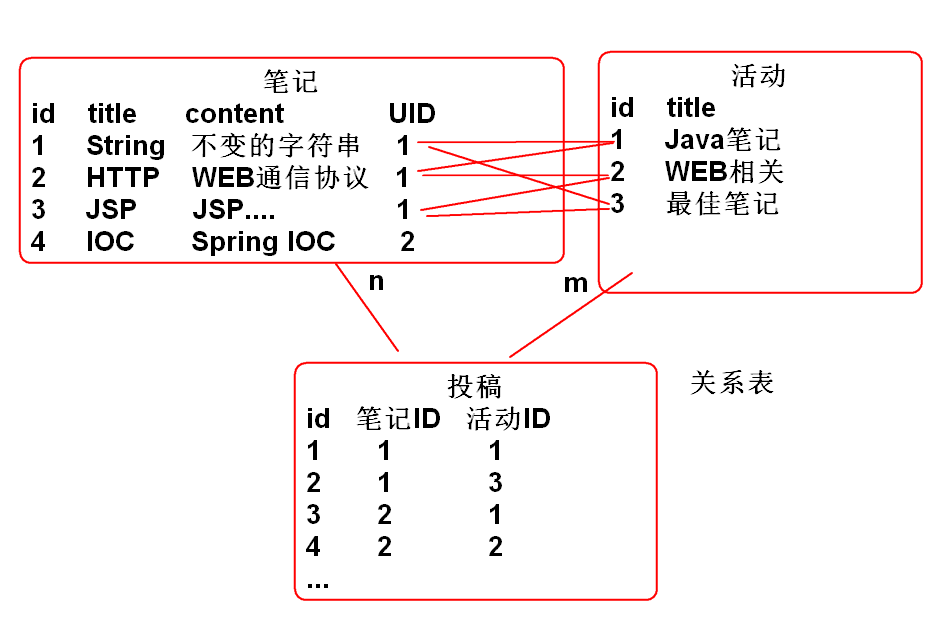 笔记
id title content UID
1 String 不变的字符串 1
2 HTTP WEB通信协议 1
3 JSP JSP.... 1
4 IOC Spring IOC 2
活动
id title
1 Java笔记
2 WEB相关
3 最佳笔记
n
m
投稿
id 笔记ID 活动ID
1 1 1
2 1 3
3 2 1
4 2 2
...
关系表